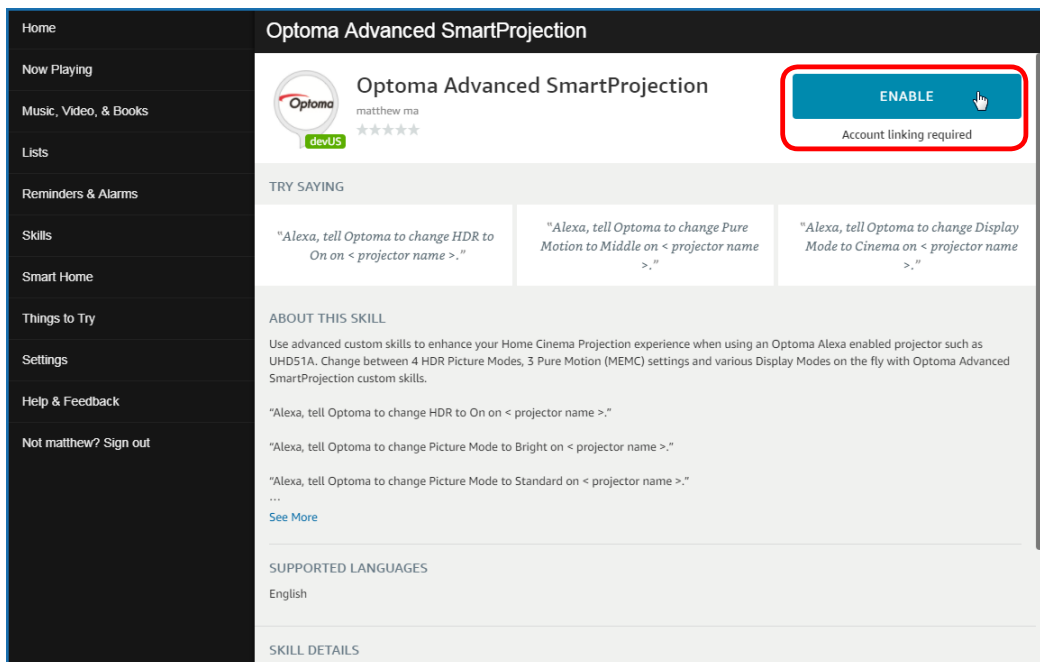 Home
Now Playing
Music, Video, & Books
Lists
Reminders & Alarms
Skills
Smart Home
Things to Try
Settings
Help & Feedback
Not matthew? Sign out
Optoma Advanced SmartProjection
Optoma
devUS
Optoma Advanced SmartProjection
matthew ma
ENABLE
Account linking required
TRY SAYING
"Alexa, tell Optoma to change HDR to
On on < projector name >."
"Alexa, tell Optoma to change Pure
Motion to Middle on < projector name
>."
"Alexa, tell Optoma to change Display
Mode to Cinema on < projector name
>."
ABOUT THIS SKILL
Use advanced custom skills to enhance your Home Cinema Projection experience when using an Optoma Alexa enabled projector such as
UHD51A. Change between 4 HDR Picture Modes, 3 Pure Motion (MEMC) settings and various Display Modes on the fly with Optoma Advanced
SmartProjection custom skills.
"Alexa, tell Optoma to change HDR to On on < projector name >."
"Alexa, tell Optoma to change Picture Mode to Bright on < projector name >."
"Alexa, tell Optoma to change Picture Mode to Standard on < projector name >."
...
See More
SUPPORTED LANGUAGES
English
SKILL DETAILS